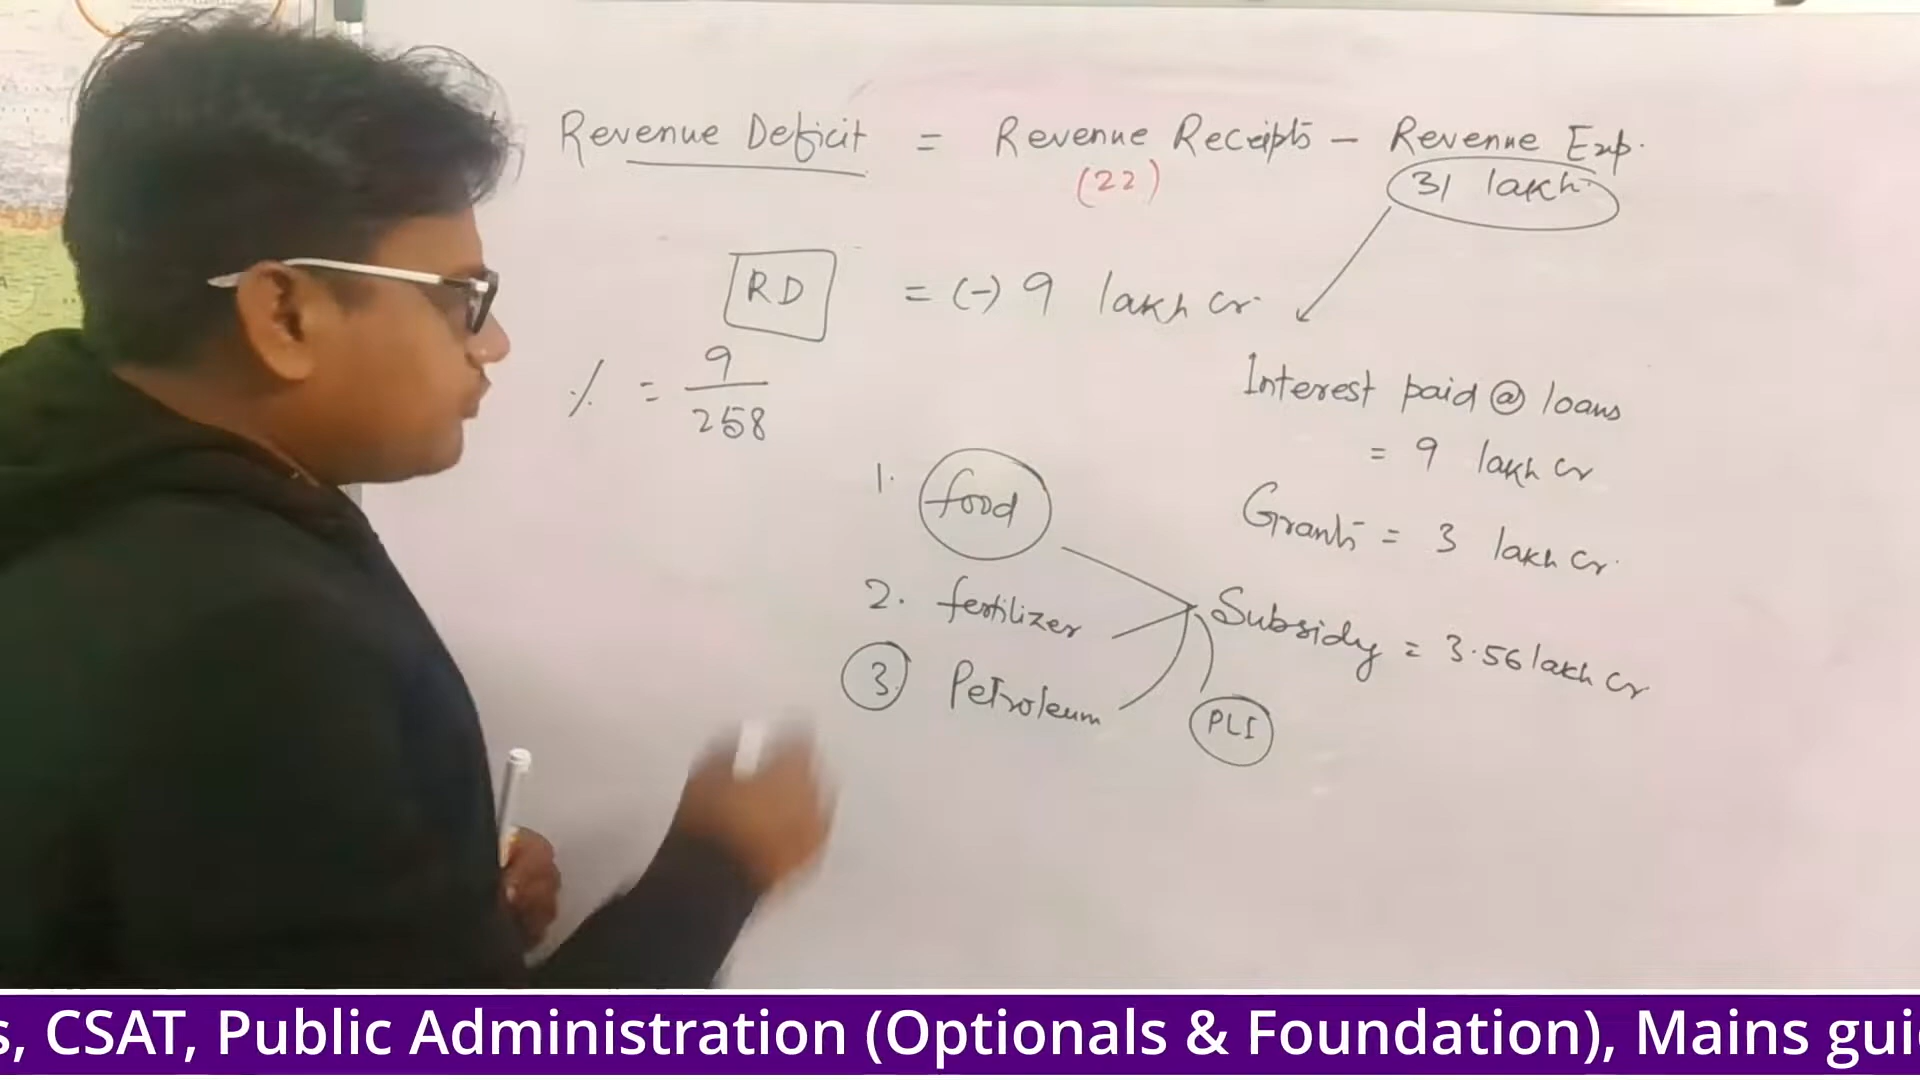 Revenue Deficit = Revenue Receipts - Revenue Exp.
(22)
31 lakh
RD = (-) 9 lakh cr
% = 9
258
Interest paid @ loans
= 9 lakh cr
Grants = 3 lakh cr.
1. food
2. fertilizer
3. Petroleum
Subsidy = 3.56 lakh cr
PLI
s, CSAT, Public Administration (Optionals & Foundation), Mains gui